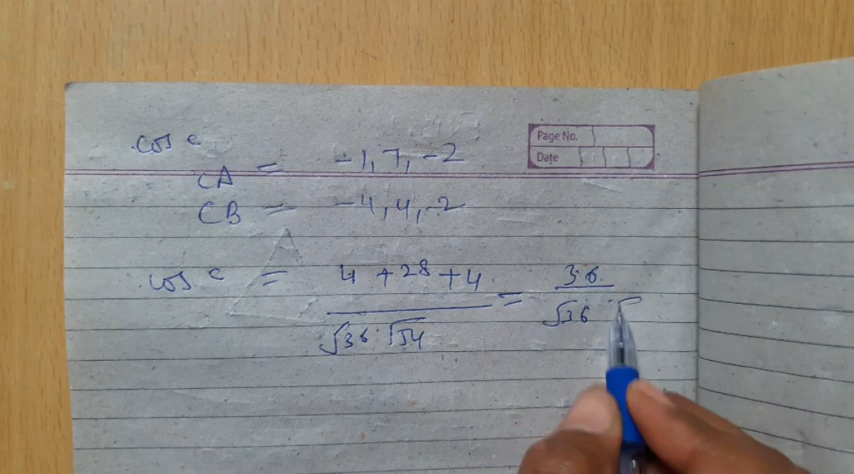 cos c
Page No.
Date
CA = -1, 7, -2
CB = -4, 4, -2
cos c = 4 + 28 + 4 / √36 · √54 = 36 / √36 · √